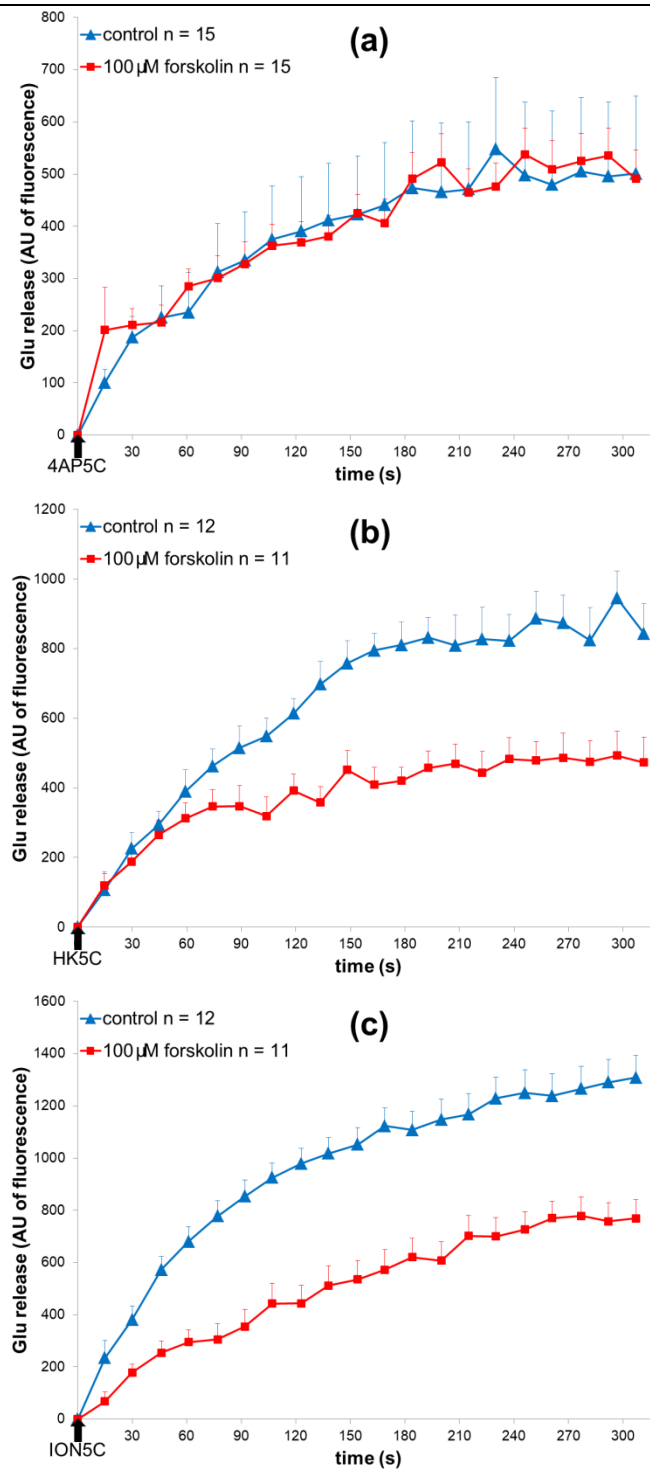 (a)
control n = 15
100 µM forskolin n = 15
Glu release (AU of fluorescence)
800
700
600
500
400
300
200
100
0
30 60 90 120 150 180 210 240 270 300
4AP5C
time (s)
(b)
control n = 12
100 µM forskolin n = 11
Glu release (AU of fluorescence)
1200
1000
800
600
400
200
0
30 60 90 120 150 180 210 240 270 300
HK5C
time (s)
(c)
control n = 12
100 µM forskolin n = 11
Glu release (AU of fluorescence)
1600
1400
1200
1000
800
600
400
200
0
30 60 90 120 150 180 210 240 270 300
ION5C
time (s)